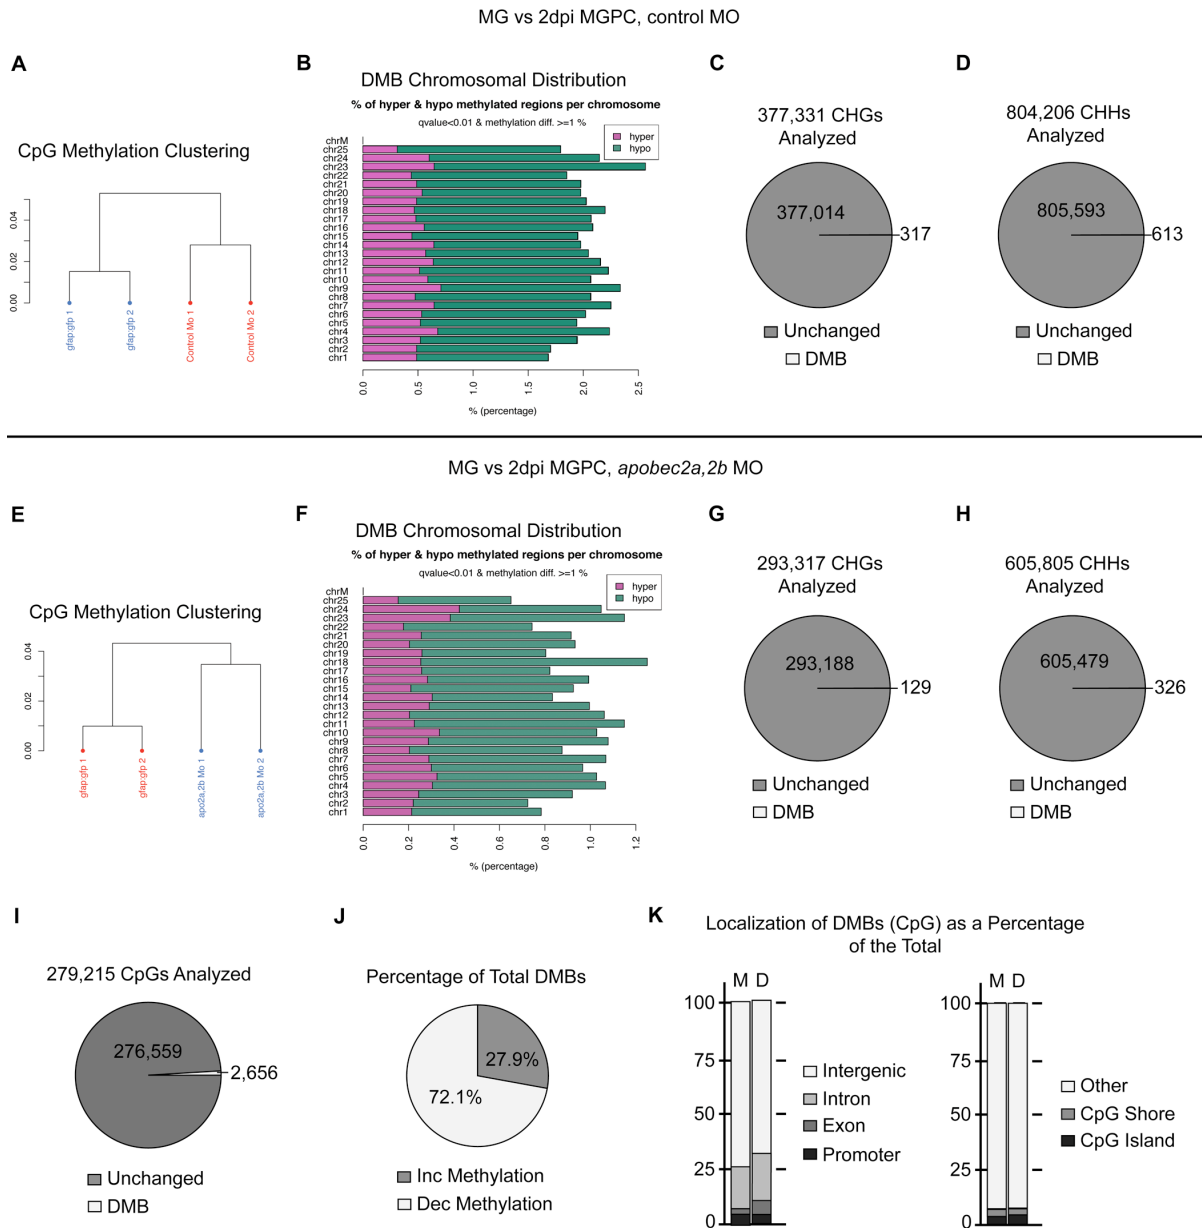 MG vs 2dpi MGPC, control MO
A
CpG Methylation Clustering
0.00
0.02
0.04
gfap:gfp 1
gfap:gfp 2
Control Mo 1
Control Mo 2
B
DMB Chromosomal Distribution
% of hyper & hypo methylated regions per chromosome
qvalue<0.01 & methylation diff. >=1 %
hyper
hypo
chrM
chr25
chr24
chr23
chr22
chr21
chr20
chr19
chr18
chr17
chr16
chr15
chr14
chr13
chr12
chr11
chr10
chr9
chr8
chr7
chr6
chr5
chr4
chr3
chr2
chr1
0.0
0.5
1.0
1.5
2.0
2.5
% (percentage)
C
377,331 CHGs
Analyzed
377,014
317
Unchanged
DMB
D
804,206 CHHs
Analyzed
805,593
613
Unchanged
DMB
MG vs 2dpi MGPC, apobec2a,2b MO
E
CpG Methylation Clustering
0.00
0.02
0.04
gfap:gfp 1
gfap:gfp 2
apo2a,2b Mo 1
apo2a,2b Mo 2
F
DMB Chromosomal Distribution
% of hyper & hypo methylated regions per chromosome
qvalue<0.01 & methylation diff. >=1 %
hyper
hypo
chrM
chr25
chr24
chr23
chr22
chr21
chr20
chr19
chr18
chr17
chr16
chr15
chr14
chr13
chr12
chr11
chr10
chr9
chr8
chr7
chr6
chr5
chr4
chr3
chr2
chr1
0.0
0.2
0.4
0.6
0.8
1.0
1.2
% (percentage)
G
293,317 CHGs
Analyzed
293,188
129
Unchanged
DMB
H
605,805 CHHs
Analyzed
605,479
326
Unchanged
DMB
I
279,215 CpGs Analyzed
276,559
2,656
Unchanged
DMB
J
Percentage of Total DMBs
27.9%
72.1%
Inc Methylation
Dec Methylation
K
Localization of DMBs (CpG) as a Percentage
of the Total
M D
100
75
50
25
0
Intergenic
Intron
Exon
Promoter
M D
100
75
50
25
0
Other
CpG Shore
CpG Island